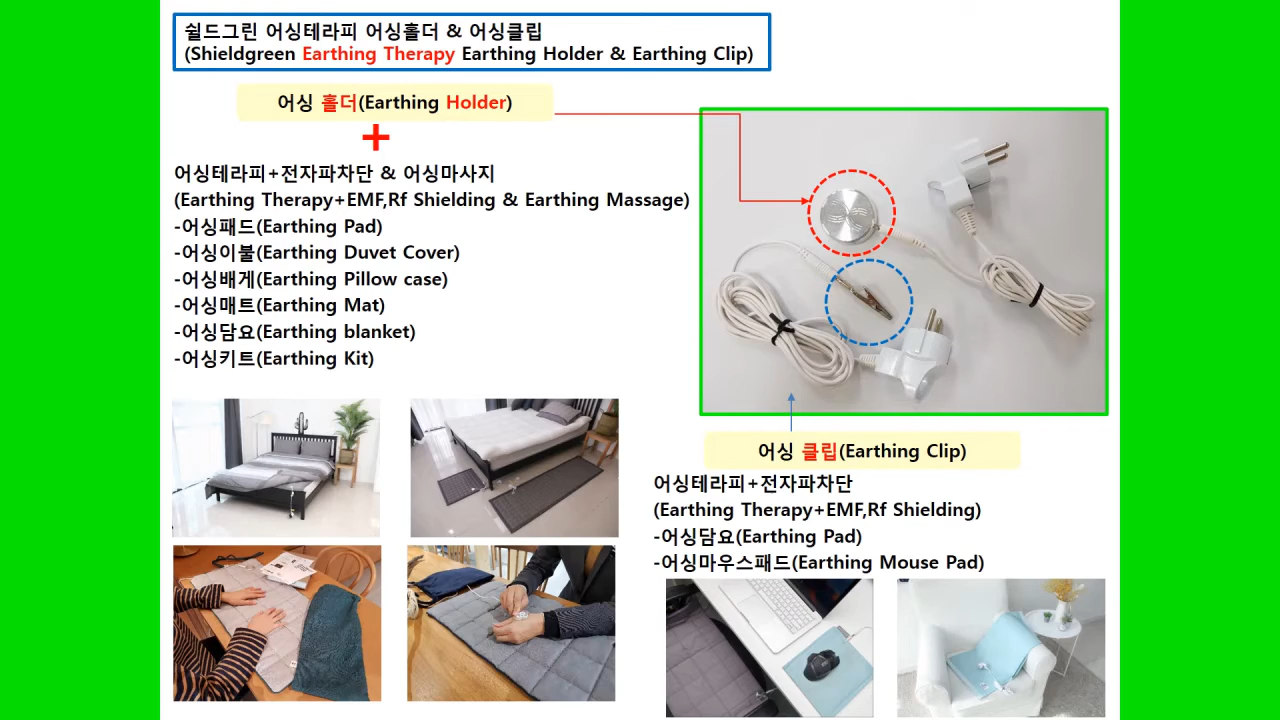 쉴드그린 어싱테라피 어싱홀더 & 어싱클립
(Shieldgreen Earthing Therapy Earthing Holder & Earthing Clip)
어싱 홀더(Earthing Holder)
+
어싱테라피+전자파차단 & 어싱마사지
(Earthing Therapy+EMF,Rf Shielding & Earthing Massage)
-어싱패드(Earthing Pad)
-어싱이불(Earthing Duvet Cover)
-어싱배게(Earthing Pillow case)
-어싱매트(Earthing Mat)
-어싱담요(Earthing blanket)
-어싱키트(Earthing Kit)
어싱 클립(Earthing Clip)
어싱테라피+전자파차단
(Earthing Therapy+EMF,Rf Shielding)
-어싱담요(Earthing Pad)
-어싱마우스패드(Earthing Mouse Pad)